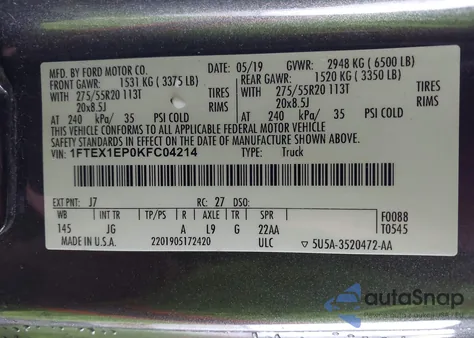 MFD. BY FORD MOTOR CO.
05/19 GVWR: 2948 KG ( 6500 LB)
FRONT GAWR: 1531 KG ( 3375 LB) REAR GAWR: 1520 KG ( 3350 LB)
WITH 275/55R20 113T TIRES WITH 275/55R20 113T TIRES
20x8.5J RIMS 20x8.5J RIMS
AT 240 kPa/ 35 PSI COLD AT 240 kPa/ 35 PSI COLD
THIS VEHICLE CONFORMS TO ALL APPLICABLE FEDERAL MOTOR VEHICLE
SAFETY STANDARDS IN EFFECT ON THE DATE OF MANUFACTURE SHOWN ABOVE.
VIN: 1FTEX1EP0KFC04214 TYPE: Truck
EXT PNT: J7 RC: 27 DSO:
WB INT TR TP/PS R AXLE TR SPR F0088
145 JG A L9 G 22AA T0545
MADE IN U.S.A. 2201905172420 ULC ▽ 5U5A-3520472-AA
autoSnap